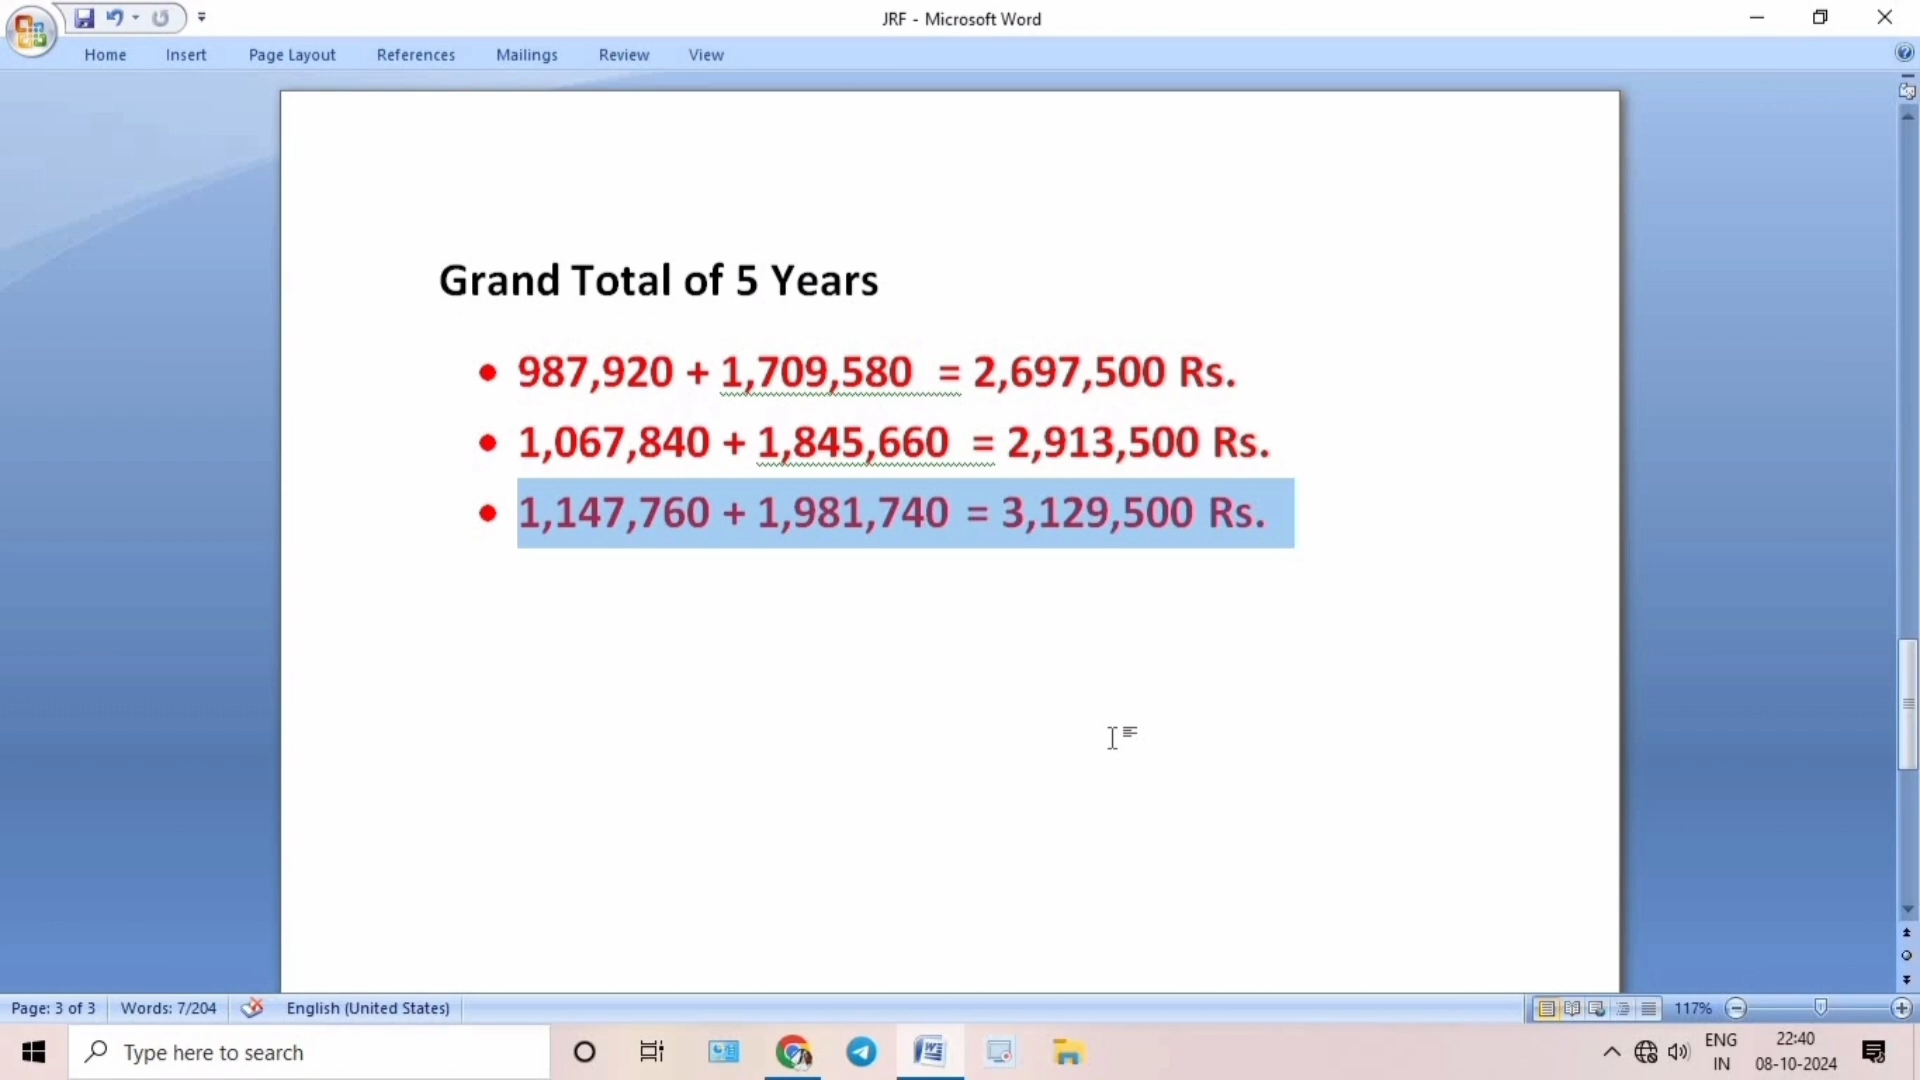 JRF - Microsoft Word
Home Insert Page Layout References Mailings Review View
Grand Total of 5 Years
• 987,920 + 1,709,580 = 2,697,500 Rs.
• 1,067,840 + 1,845,660 = 2,913,500 Rs.
• 1,147,760 + 1,981,740 = 3,129,500 Rs.
Page: 3 of 3 Words: 7/204 English (United States) 117%
Type here to search
ENG 22:40
IN 08-10-2024